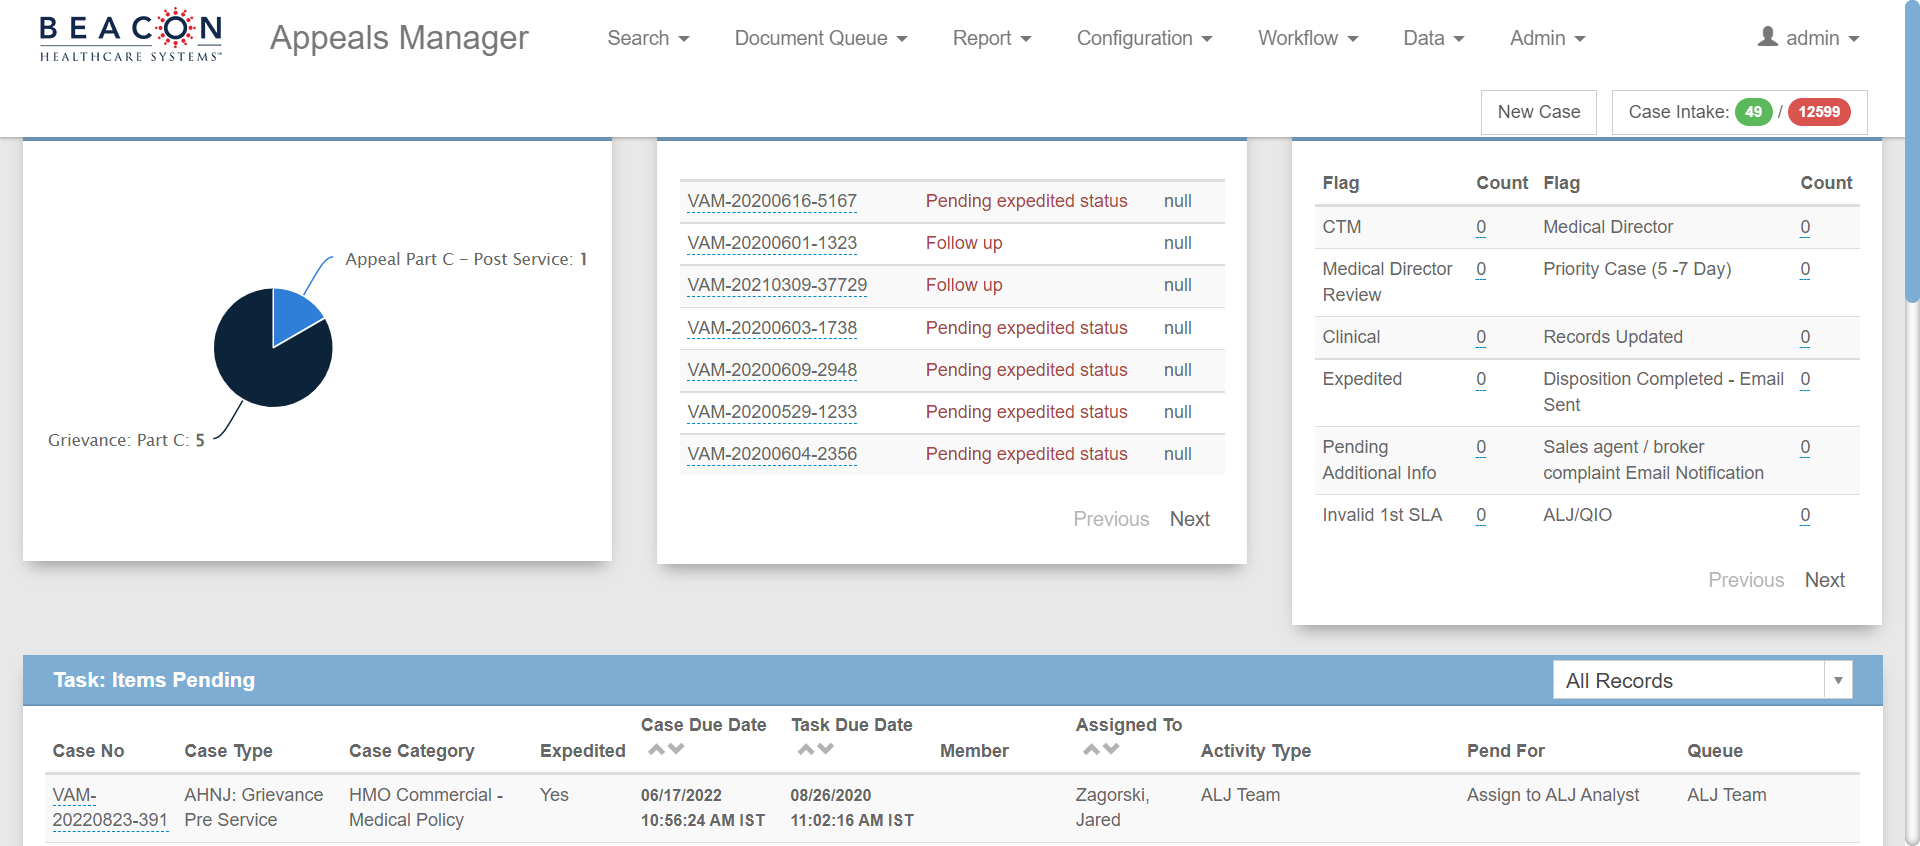 BEACON
HEALTHCARE SYSTEMS™
Appeals Manager
Search
Document Queue
Report
Configuration
Workflow
Data
Admin
admin
New Case
Case Intake: 49 / 12599
Appeal Part C - Post Service: 1
Grievance: Part C: 5
VAM-20200616-5167 Pending expedited status null
VAM-20200601-1323 Follow up null
VAM-20210309-37729 Follow up null
VAM-20200603-1738 Pending expedited status null
VAM-20200609-2948 Pending expedited status null
VAM-20200529-1233 Pending expedited status null
VAM-20200604-2356 Pending expedited status null
Previous Next
Flag Count Flag Count
CTM 0 Medical Director 0
Medical Director 0 Priority Case (5 -7 Day) 0
Review
Clinical 0 Records Updated 0
Expedited 0 Disposition Completed - Email 0
Sent
Pending 0 Sales agent / broker 0
Additional Info complaint Email Notification
Invalid 1st SLA 0 ALJ/QIO 0
Previous Next
Task: Items Pending
All Records
Case Due Date Task Due Date Assigned To
Case No Case Type Case Category Expedited Member Activity Type Pend For Queue
VAM- AHNJ: Grievance HMO Commercial - Yes 06/17/2022 08/26/2020 Zagorski, ALJ Team Assign to ALJ Analyst ALJ Team
20220823-391 Pre Service Medical Policy 10:56:24 AM IST 11:02:16 AM IST Jared